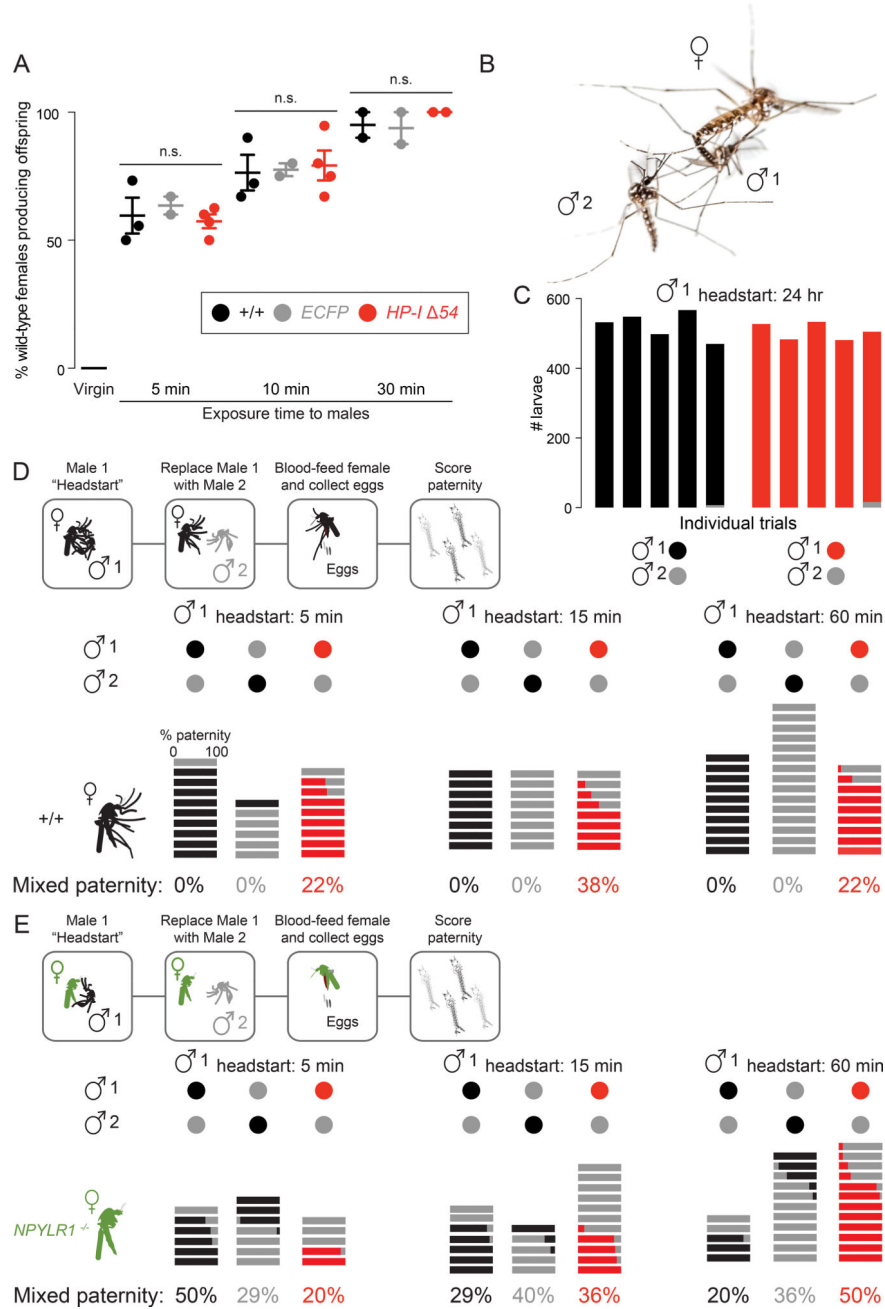 A
% wild-type females producing offspring
100
50
0
n.s.
n.s.
n.s.
+/+ ECFP HP-I Δ54
Virgin 5 min 10 min 30 min
Exposure time to males
B
♀
♂1
♂2
C
♂1 headstart: 24 hr
# larvae
600
400
200
0
Individual trials
♂1 ♂1
♂2 ♂2
D
Male 1 "Headstart"
Replace Male 1 with Male 2
Blood-feed female and collect eggs
Score paternity
♀
♂1
♀
♂2
Eggs
♂1 headstart: 5 min ♂1 headstart: 15 min ♂1 headstart: 60 min
♂1
♂2
% paternity
0 100
+/+ ♀
Mixed paternity: 0% 0% 22% 0% 0% 38% 0% 0% 22%
E
Male 1 "Headstart"
Replace Male 1 with Male 2
Blood-feed female and collect eggs
Score paternity
♀
♂1
♀
♂2
Eggs
♂1 headstart: 5 min ♂1 headstart: 15 min ♂1 headstart: 60 min
♂1
♂2
♀
NPYLR1 -/-
Mixed paternity: 50% 29% 20% 29% 40% 36% 20% 36% 50%